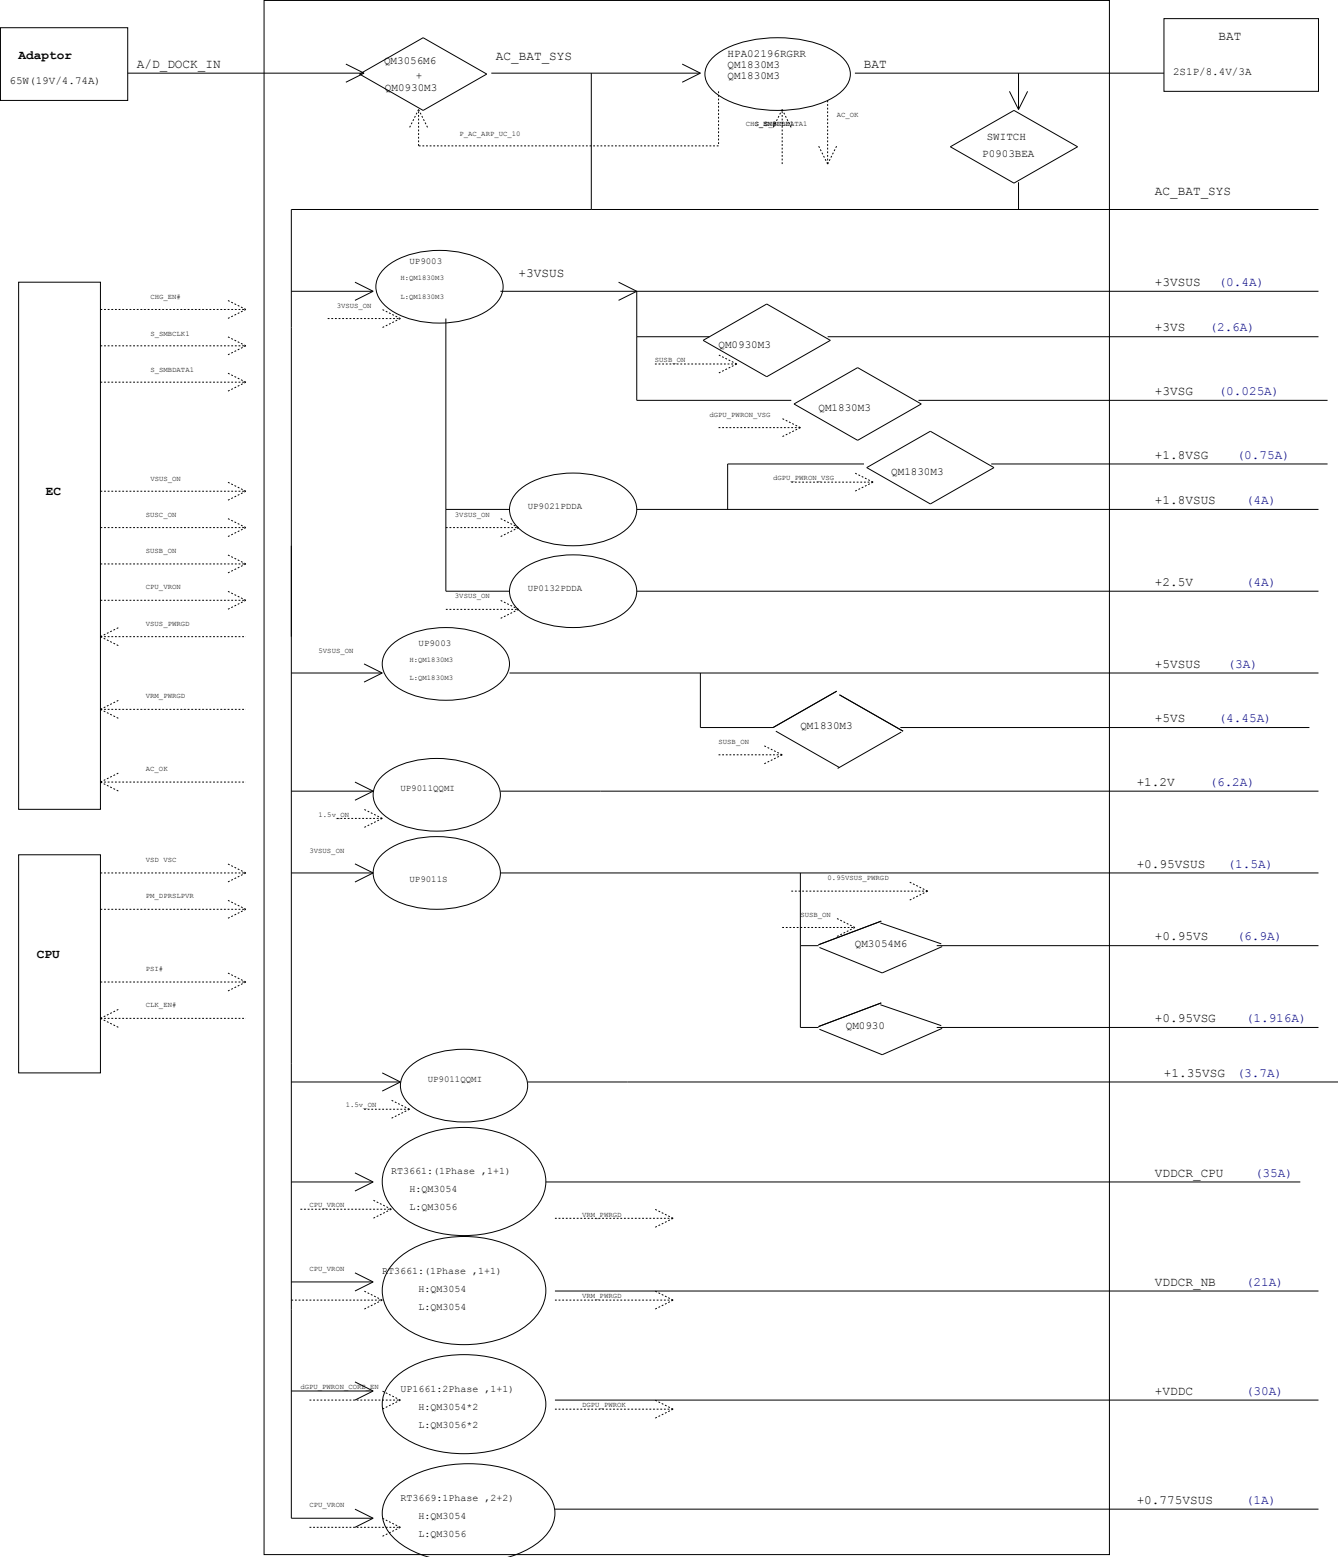 Adaptor
65W(19V/4.74A)
A/D_DOCK_IN
QM3056M6
+
QM0930M3
AC_BAT_SYS
HPA02196RGRR
QM1830M3
QM1830M3
BAT
BAT
2S1P/8.4V/3A
P_AC_ARP_UC_10
AC_OK
SWITCH
P0903BEA
AC_BAT_SYS
UP9003
H:QM1830M3
L:QM1830M3
3VSUS_ON
+3VSUS
+3VSUS (0.4A)
QM0930M3
SUSB_ON
+3VS (2.6A)
QM1830M3
dGPU_PWRON_VSG
+3VSG (0.025A)
QM1830M3
dGPU_PWRON_VSG
+1.8VSG (0.75A)
UP9021PDDA
3VSUS_ON
+1.8VSUS (4A)
UP0132PDDA
3VSUS_ON
+2.5V (4A)
EC
CHG_EN#
S_SMBCLK1
S_SMBDATA1
VSUS_ON
SUSC_ON
SUSB_ON
CPU_VRON
VSUS_PWRGD
VRM_PWRGD
AC_OK
5VSUS_ON
UP9003
H:QM1830M3
L:QM1830M3
+5VSUS (3A)
QM1830M3
SUSB_ON
+5VS (4.45A)
UP9011QQMI
1.5v_ON
+1.2V (6.2A)
3VSUS_ON
UP9011S
+0.95VSUS (1.5A)
0.95VSUS_PWRGD
SUSB_ON
QM3054M6
+0.95VS (6.9A)
QM0930
+0.95VSG (1.916A)
CPU
VSD VSC
PM_DPRSLPVR
PSI#
CLK_EN#
UP9011QQMI
1.5v_ON
+1.35VSG (3.7A)
RT3661:(1Phase ,1+1)
H:QM3054
L:QM3056
CPU_VRON
VRM_PWRGD
VDDCR_CPU (35A)
CPU_VRON
RT3661:(1Phase ,1+1)
H:QM3054
L:QM3054
VRM_PWRGD
VDDCR_NB (21A)
dGPU_PWRON_CORE_EN
UP1661:2Phase ,1+1)
H:QM3054*2
L:QM3056*2
DGPU_PWROK
+VDDC (30A)
CPU_VRON
RT3669:1Phase ,2+2)
H:QM3054
L:QM3056
+0.775VSUS (1A)